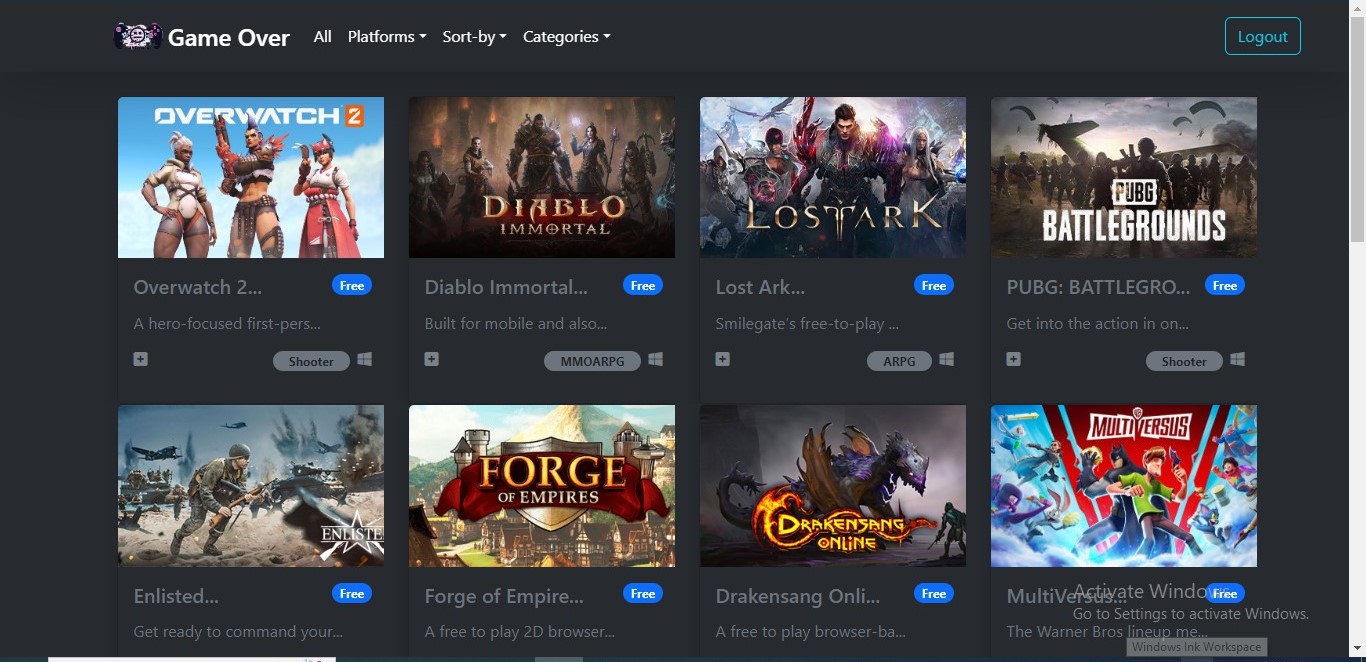 Game Over All Platforms Sort-by Categories Logout
OVERWATCH 2
DIABLO
IMMORTAL
LOST ARK
PUBG
BATTLEGROUNDS
Overwatch 2... Free
Diablo Immortal... Free
Lost Ark... Free
PUBG: BATTLEGRO... Free
A hero-focused first-pers...
Built for mobile and also...
Smilegate's free-to-play ...
Get into the action in on...
Shooter
MMOARPG
ARPG
Shooter
ENLISTE
FORGE
OF EMPIRES
DRAKENSANG
ONLINE
MULTIVERSUS
Enlisted... Free
Forge of Empire... Free
Drakensang Onli... Free
MultiVersus... Free
Activate Windows
Go to Settings to activate Windows.
Get ready to command your...
A free to play 2D browser...
A free to play browser-ba...
The Warner Bros lineup me...
Windows Ink Workspace